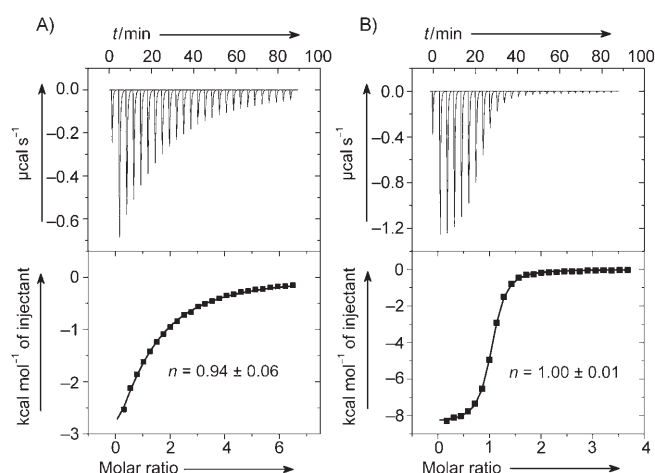 A)
t/min
0 20 40 60 80 100
0.0
−0.2
−0.4
−0.6
µcal s⁻¹
0
−1
−2
−3
kcal mol⁻¹ of injectant
n = 0.94 ± 0.06
0 2 4 6
Molar ratio
B)
t/min
0 20 40 60 80 100
0.0
−0.4
−0.8
−1.2
µcal s⁻¹
0
−2
−4
−6
−8
kcal mol⁻¹ of injectant
n = 1.00 ± 0.01
0 1 2 3 4
Molar ratio